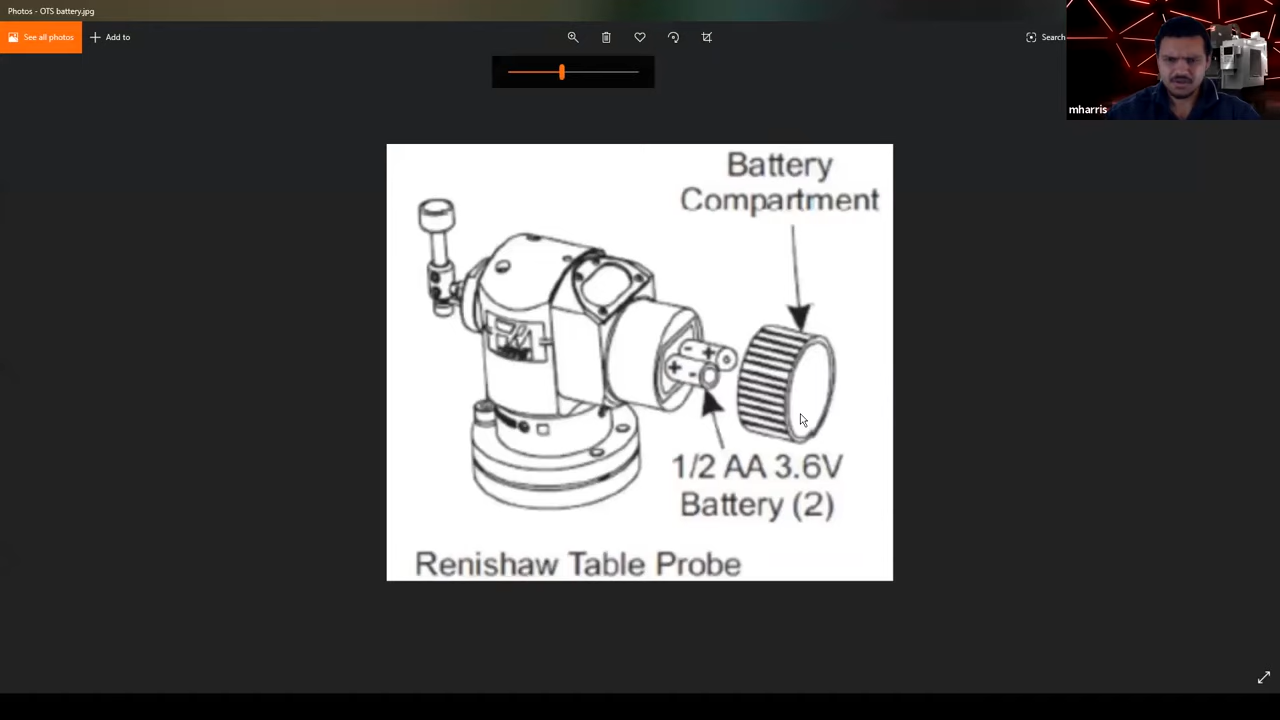 Photos - OTS battery.jpg
See all photos
Add to
Search
mharris
Battery
Compartment
- +
+ -
1/2 AA 3.6V
Battery (2)
Renishaw Table Probe